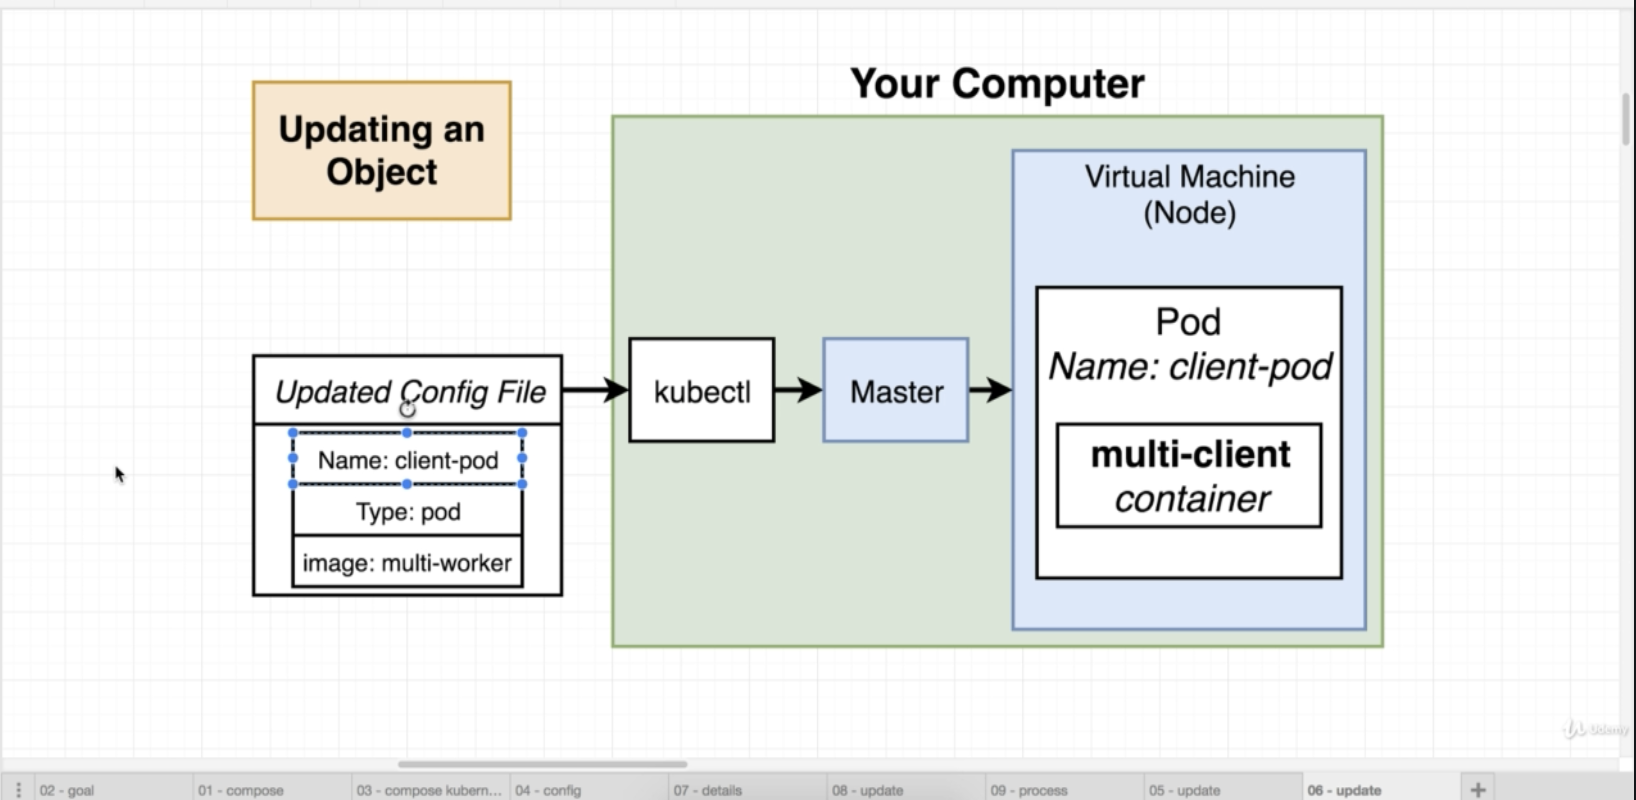 Your Computer
Updating an
Object
Virtual Machine
(Node)
Pod
Name: client-pod
Updated Config File
kubectl
Master
Name: client-pod
multi-client
container
Type: pod
image: multi-worker
Udemy
02 - goal
01 - compose
03 - compose kubern...
04 - config
07 - details
08 - update
09 - process
05 - update
06 - update